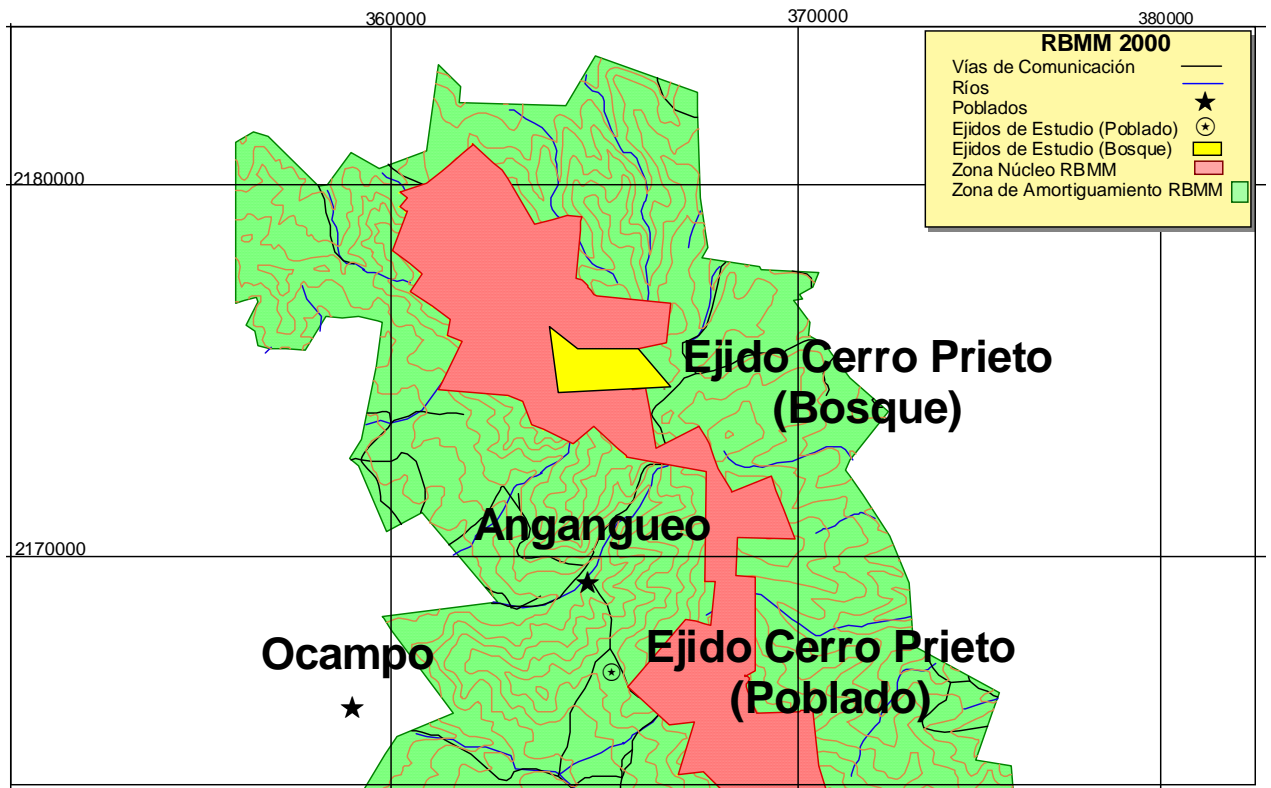 360000
370000
380000
RBMM 2000
Vías de Comunicación
Ríos
Poblados
Ejidos de Estudio (Poblado)
Ejidos de Estudio (Bosque)
Zona Núcleo RBMM
Zona de Amortiguamiento RBMM
2180000
Ejido Cerro Prieto
(Bosque)
Angangueo
2170000
Ocampo
Ejido Cerro Prieto
(Poblado)